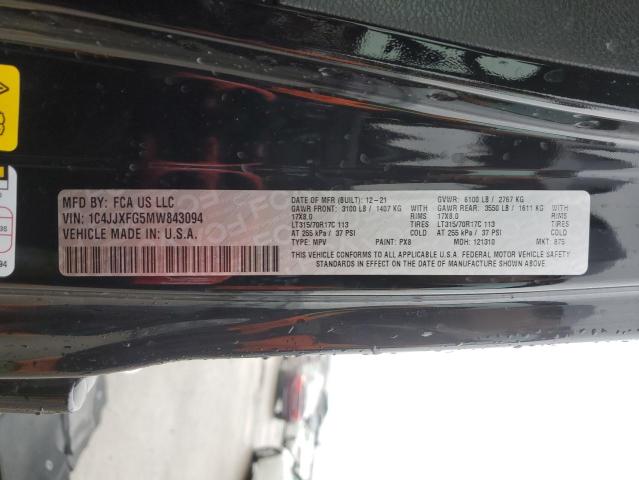 MFD BY: FCA US LLC
VIN: 1C4JJXFG5MW843094
VEHICLE MADE IN: U.S.A.
DATE OF MFR (BUILT): 12-21 GVWR: 6100 LB / 2767 KG
GAWR FRONT: 3100 LB / 1407 KG WITH GAWR REAR: 3550 LB / 1611 KG WITH
17X8.0 RIMS 17X8.0 RIMS
LT315/70R17C 113 TIRES LT315/70R17C 113 TIRES
AT 255 kPa / 37 PSI COLD AT 255 kPa / 37 PSI COLD
TYPE: MPV PAINT: PX8 MDH: 121310 MKT: 875
THIS VEHICLE CONFORMS TO ALL APPLICABLE U.S.A. FEDERAL MOTOR VEHICLE SAFETY
STANDARDS IN EFFECT ON THE DATE OF MANUFACTURE SHOWN ABOVE.